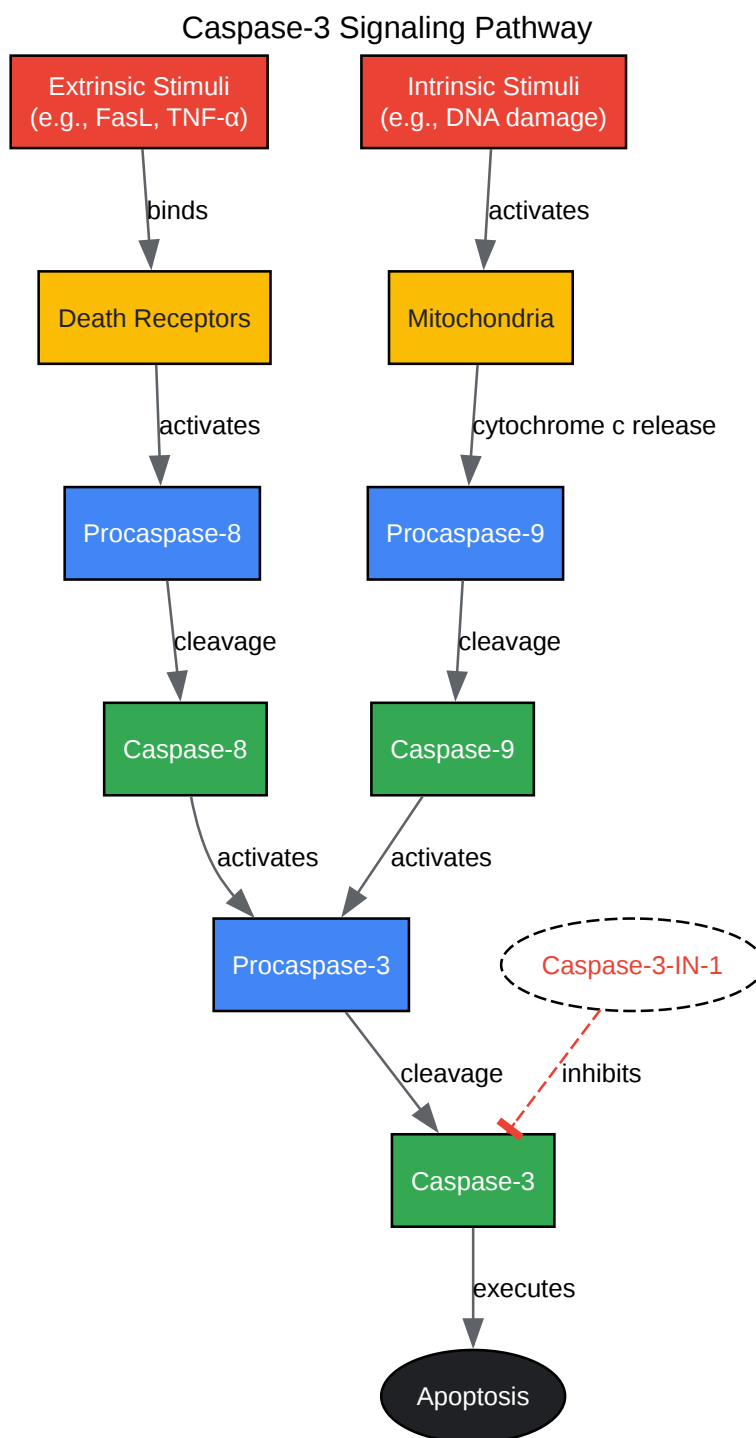 Caspase-3 Signaling Pathway
Extrinsic Stimuli
(e.g., FasL, TNF-α)
Intrinsic Stimuli
(e.g., DNA damage)
binds
activates
Death Receptors
Mitochondria
activates
cytochrome c release
Procaspase-8
Procaspase-9
cleavage
cleavage
Caspase-8
Caspase-9
activates
activates
Procaspase-3
Caspase-3-IN-1
cleavage
inhibits
Caspase-3
executes
Apoptosis